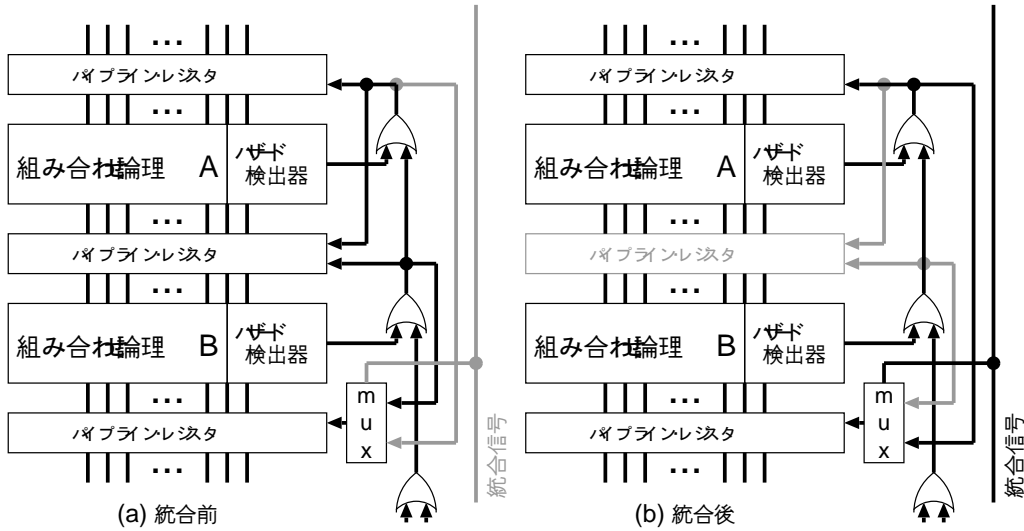 ...
...
パイプライン・レジスタ
パイプライン・レジスタ
...
...
組み合わせ論理 A
ハザード
検出器
組み合わせ論理 A
ハザード
検出器
...
...
パイプライン・レジスタ
パイプライン・レジスタ
...
...
組み合わせ論理 B
ハザード
検出器
組み合わせ論理 B
ハザード
検出器
...
...
m
u
x
m
u
x
パイプライン・レジスタ
パイプライン・レジスタ
...
...
統合信号
統合信号
(a) 統合前
(b) 統合後